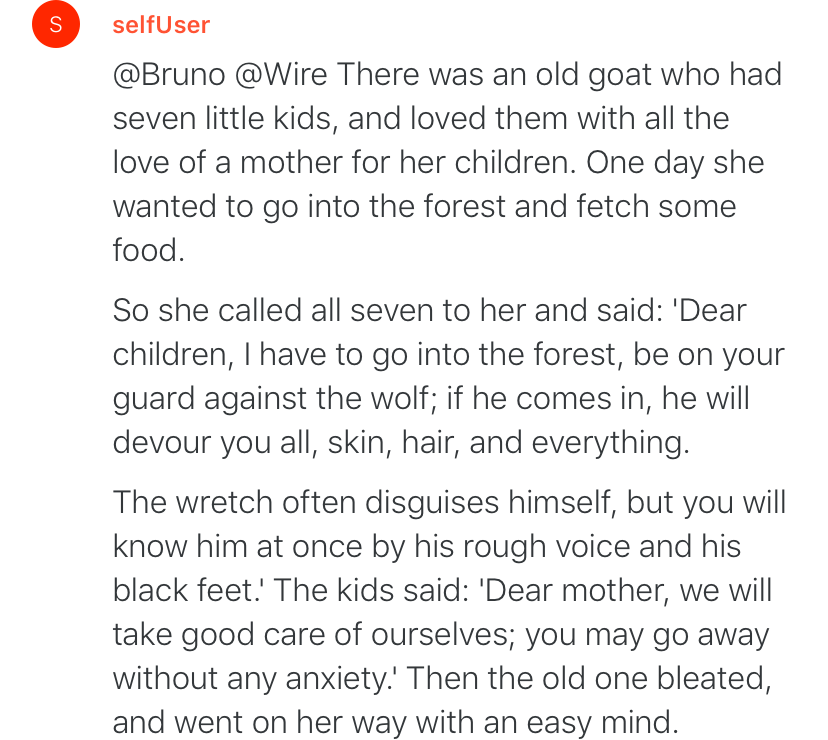 S
selfUser
@Bruno @Wire There was an old goat who had
seven little kids, and loved them with all the
love of a mother for her children. One day she
wanted to go into the forest and fetch some
food.
So she called all seven to her and said: 'Dear
children, I have to go into the forest, be on your
guard against the wolf; if he comes in, he will
devour you all, skin, hair, and everything.
The wretch often disguises himself, but you will
know him at once by his rough voice and his
black feet.' The kids said: 'Dear mother, we will
take good care of ourselves; you may go away
without any anxiety.' Then the old one bleated,
and went on her way with an easy mind.